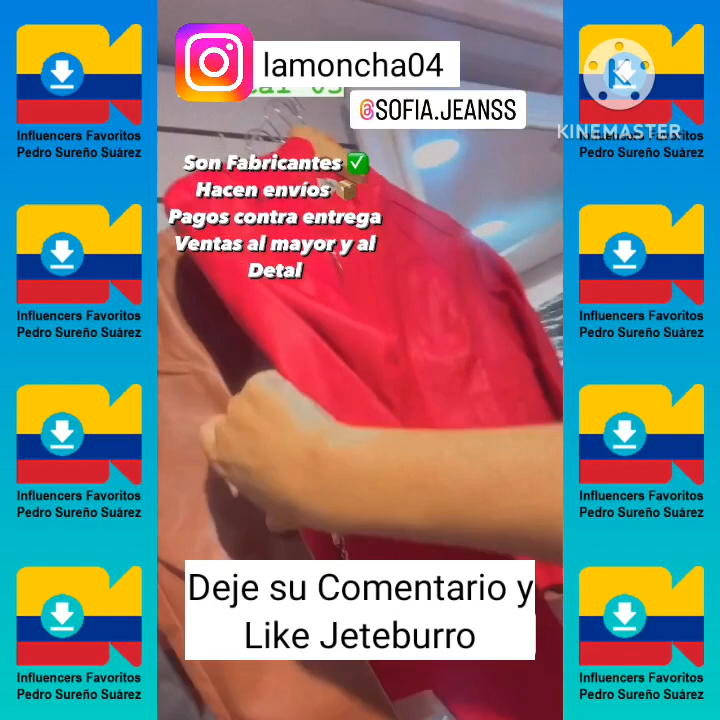 lamoncha04
@SOFIA.JEANSS
KINEMASTER
Son Fabricantes ✅
Hacen envíos 📦
Pagos contra entrega
Ventas al mayor y al
Detal
Deje su Comentario y
Like Jeteburro
Influencers Favoritos
Pedro Sureño Suárez
Influencers Favoritos
Pedro Sureño Suárez
Influencers Favoritos
Pedro Sureño Suárez
Influencers Favoritos
Pedro Sureño Suárez
Influencers Favoritos
Pedro Sureño Suárez
Influencers Favoritos
Pedro Sureño Suárez
Influencers Favoritos
Pedro Sureño Suárez
Influencers Favoritos
Pedro Sureño Suárez